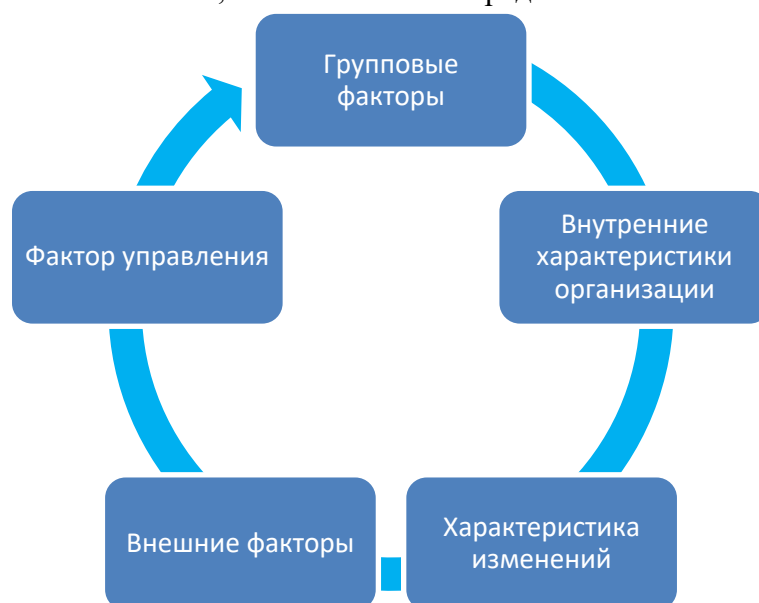 Групповые
факторы
Внутренние
характеристики
организации
Фактор управления
Внешние факторы
Характеристика
изменений